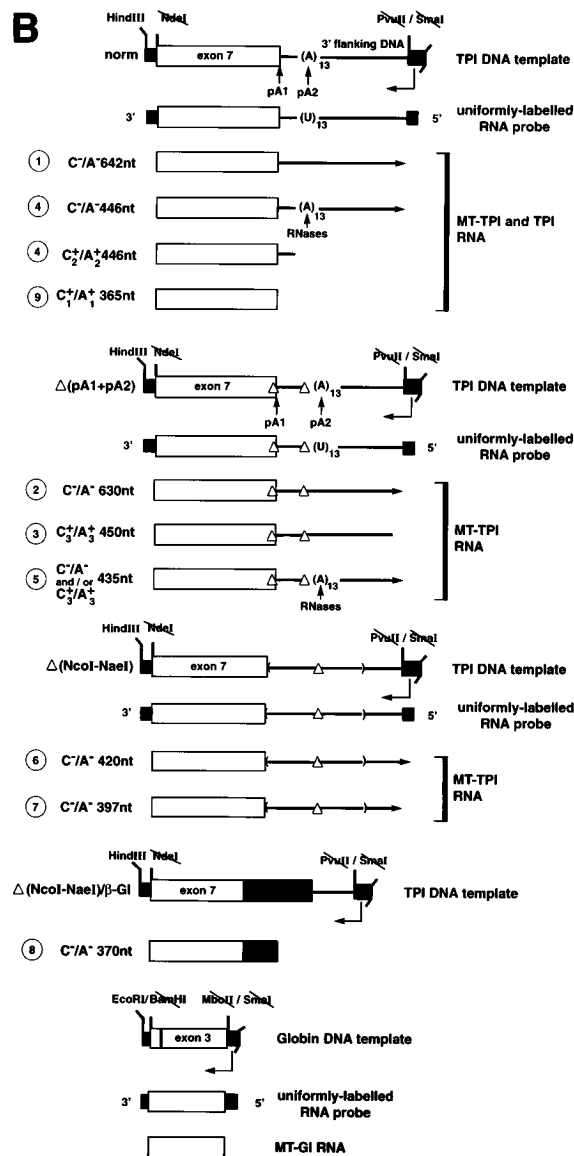 B
HindIII NdeI PvuII / SmaI
norm exon 7 (A)13 3' flanking DNA TPI DNA template
pA1 pA2
3' (U)13 5' uniformly-labelled RNA probe
1 C-/A- 642nt
4 C-/A- 446nt (A)13
RNases
MT-TPI and TPI RNA
4 C2+/A2+ 446nt
9 C1+/A1+ 365nt
HindIII NdeI PvuII / SmaI
Δ(pA1+pA2) exon 7 Δ Δ (A)13 TPI DNA template
pA1 pA2
3' Δ Δ (U)13 5' uniformly-labelled RNA probe
2 C-/A- 630nt Δ Δ
3 C3+/A3+ 450nt Δ Δ
MT-TPI RNA
5 C-/A- and / or C3+/A3+ 435nt Δ Δ (A)13
RNases
HindIII NdeI PvuII / SmaI
Δ(NcoI-NaeI) exon 7 ( Δ ) TPI DNA template
3' ( Δ ) 5' uniformly-labelled RNA probe
6 C-/A- 420nt ( Δ )
MT-TPI RNA
7 C-/A- 397nt ( Δ )
HindIII NdeI PvuII / SmaI
Δ(NcoI-NaeI)/β-Gl exon 7 TPI DNA template
8 C-/A- 370nt
EcoRI/BamHI MboII / SmaI
exon 3 Globin DNA template
3' 5' uniformly-labelled RNA probe
MT-Gl RNA